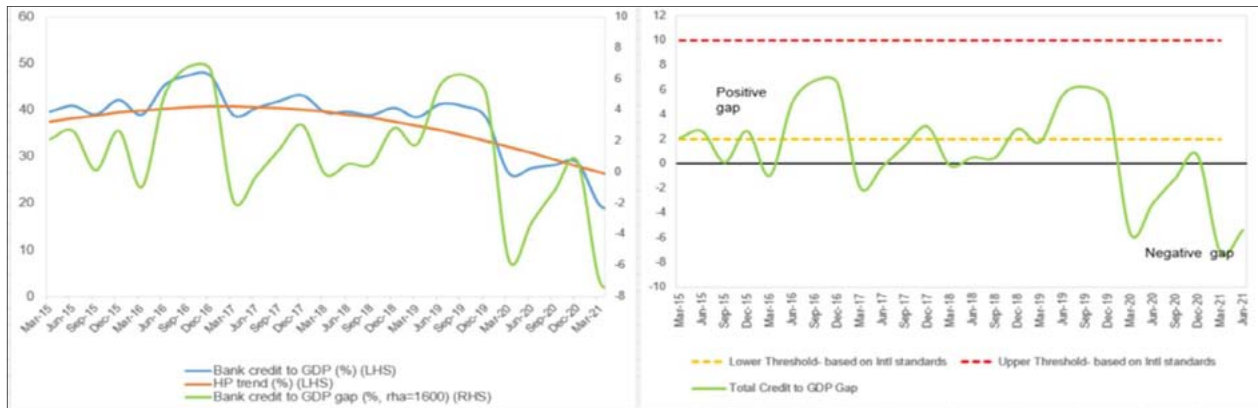 60
50
40
30
20
10
0
10
8
6
4
2
0
-2
-4
-6
-8
Mar-15
Jun-15
Sep-15
Dec-15
Mar-16
Jun-16
Sep-16
Dec-16
Mar-17
Jun-17
Sep-17
Dec-17
Mar-18
Jun-18
Sep-18
Dec-18
Mar-19
Jun-19
Sep-19
Dec-19
Mar-20
Jun-20
Sep-20
Dec-20
Mar-21
Bank credit to GDP (%) (LHS)
HP trend (%) (LHS)
Bank credit to GDP gap (%, rha=1600) (RHS)
12
10
8
6
4
2
0
-2
-4
-6
-8
-10
Positive
gap
Negative gap
Mar-15
Jun-15
Sep-15
Dec-15
Mar-16
Jun-16
Sep-16
Dec-16
Mar-17
Jun-17
Sep-17
Dec-17
Mar-18
Jun-18
Sep-18
Dec-18
Mar-19
Jun-19
Sep-19
Dec-19
Mar-20
Jun-20
Sep-20
Dec-20
Mar-21
Jun-21
Lower Threshold- based on Intl standards
Upper Threshold- based on Intl standards
Total Credit to GDP Gap